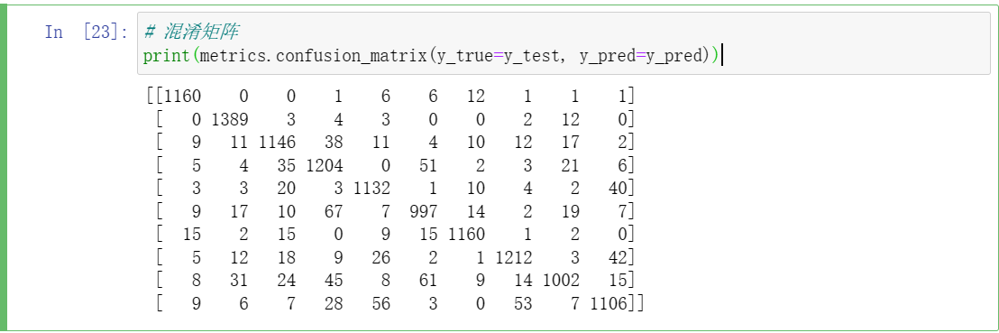 In [23]: # 混淆矩阵
print(metrics.confusion_matrix(y_true=y_test, y_pred=y_pred))
[[1160 0 0 1 6 6 12 1 1 1]
[ 0 1389 3 4 3 0 0 2 12 0]
[ 9 11 1146 38 11 4 10 12 17 2]
[ 5 4 35 1204 0 51 2 3 21 6]
[ 3 3 20 3 1132 1 10 4 2 40]
[ 9 17 10 67 7 997 14 2 19 7]
[ 15 2 15 0 9 15 1160 1 2 0]
[ 5 12 18 9 26 2 1 1212 3 42]
[ 8 31 24 45 8 61 9 14 1002 15]
[ 9 6 7 28 56 3 0 53 7 1106]]